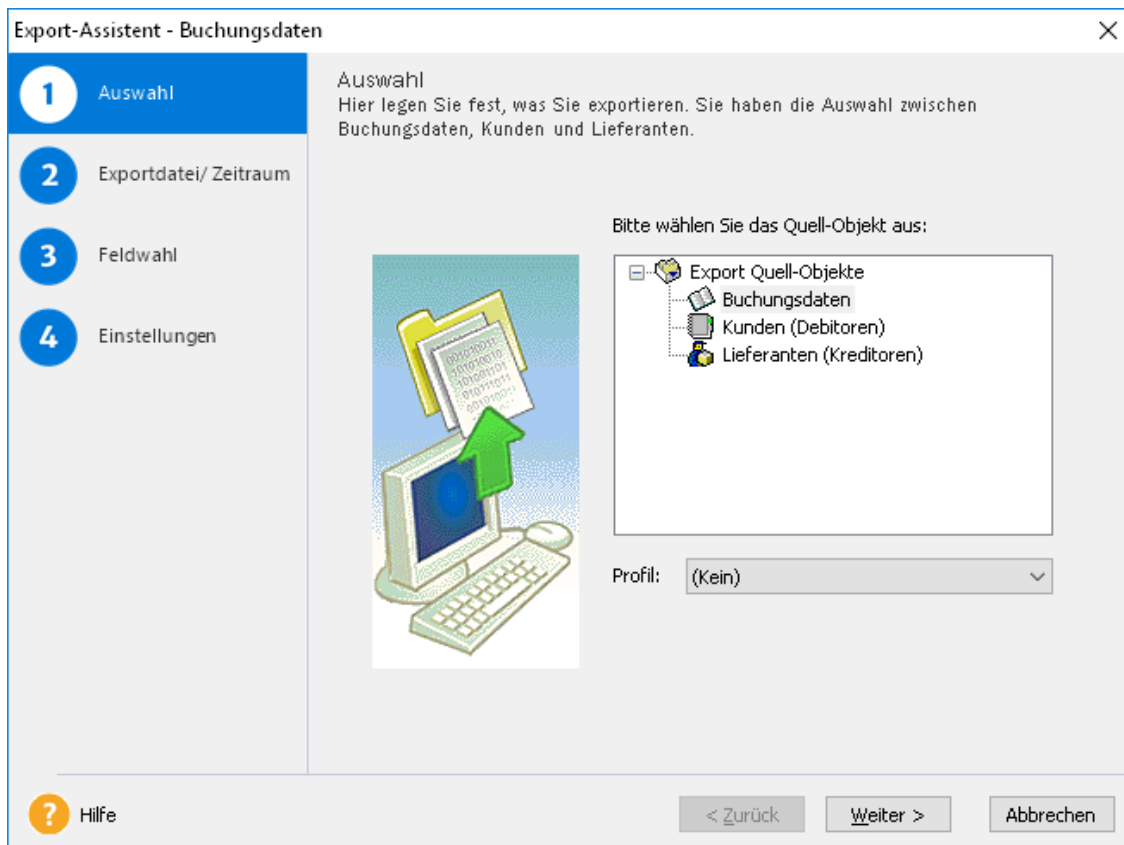 Export-Assistent - Buchungsdaten
1 Auswahl
2 Exportdatei/ Zeitraum
3 Feldwahl
4 Einstellungen
Auswahl
Hier legen Sie fest, was Sie exportieren. Sie haben die Auswahl zwischen
Buchungsdaten, Kunden und Lieferanten.
Bitte wählen Sie das Quell-Objekt aus:
Export Quell-Objekte
Buchungsdaten
Kunden (Debitoren)
Lieferanten (Kreditoren)
Profil: (Kein)
? Hilfe
< Zurück
Weiter >
Abbrechen